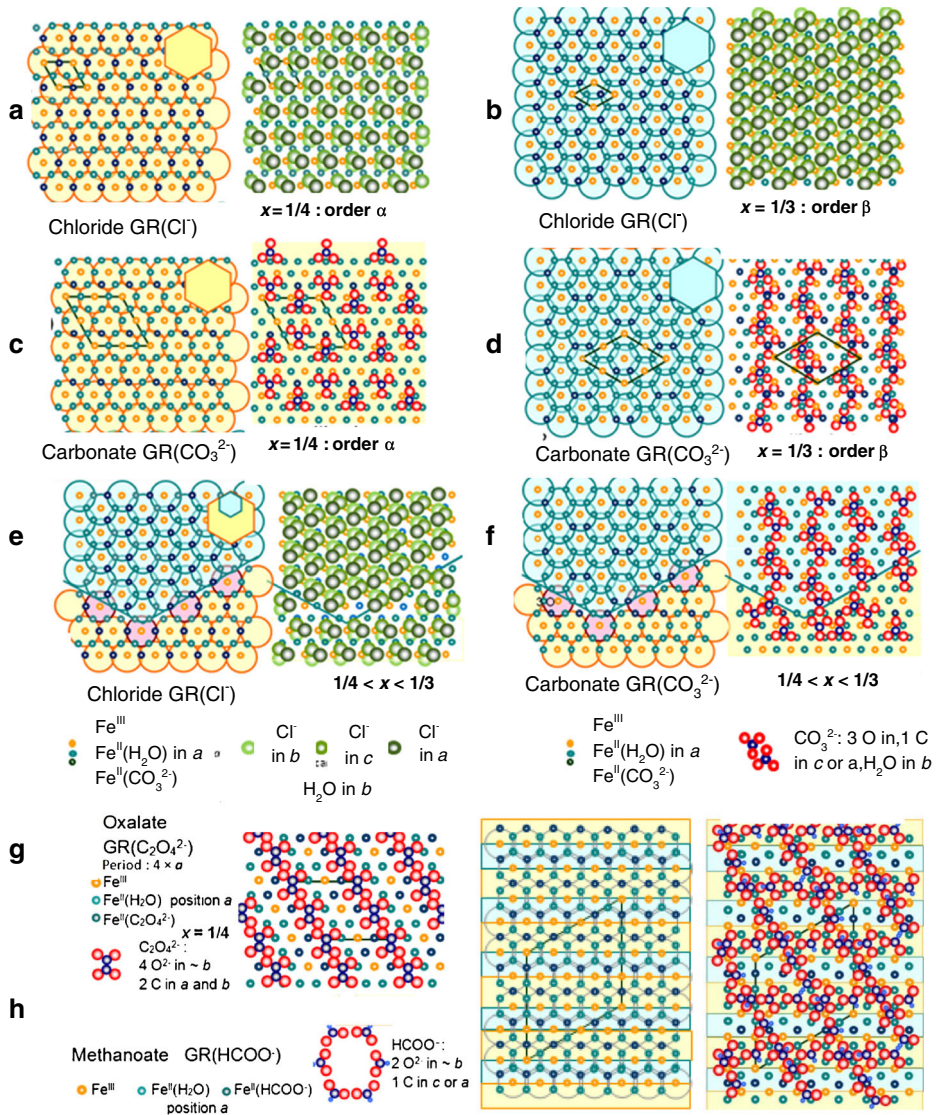 a
x = 1/4 : order α
Chloride GR(Cl⁻)
b
x = 1/3 : order β
Chloride GR(Cl⁻)
c
x = 1/4 : order α
Carbonate GR(CO₃²⁻)
d
x = 1/3 : order β
Carbonate GR(CO₃²⁻)
e
1/4 < x < 1/3
Chloride GR(Cl⁻)
f
1/4 < x < 1/3
Carbonate GR(CO₃²⁻)
Feᴵᴵᴵ
Feᴵᴵ(H₂O) in a
Feᴵᴵ(CO₃²⁻)
Cl⁻ in b
Cl⁻ in c
Cl⁻ in a
H₂O in b
Feᴵᴵᴵ
Feᴵᴵ(H₂O) in a
Feᴵᴵ(CO₃²⁻)
CO₃²⁻: 3 O in,1 C
in c or a,H₂O in b
g
Oxalate
GR(C₂O₄²⁻)
Period : 4 × a
Feᴵᴵᴵ
Feᴵᴵ(H₂O) position a
Feᴵᴵ(C₂O₄²⁻)
x = 1/4
C₂O₄²⁻ :
4 O²⁻ in ~ b
2 C in a and b
h
Methanoate GR(HCOO⁻)
Feᴵᴵᴵ Feᴵᴵ(H₂O) Feᴵᴵ(HCOO⁻)
position a
HCOO⁻:
2 O²⁻ in ~ b
1 C in c or a